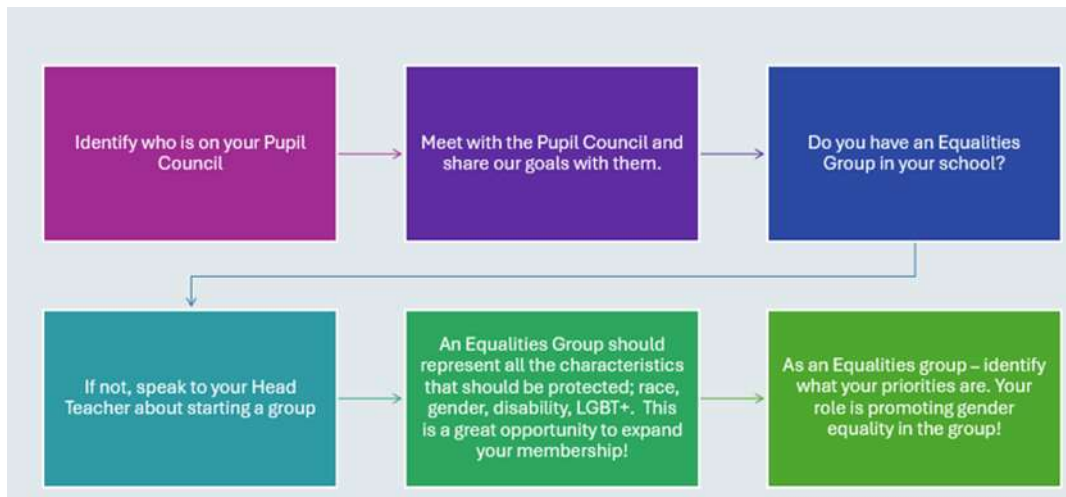 Identify who is on your Pupil
Council
Meet with the Pupil Council and
share our goals with them.
Do you have an Equalities
Group in your school?
If not, speak to your Head
Teacher about starting a group
An Equalities Group should
represent all the characteristics
that should be protected; race,
gender, disability, LGBT+.  This
is a great opportunity to expand
your membership!
As an Equalities group – identify
what your priorities are. Your
role is promoting gender
equality in the group!